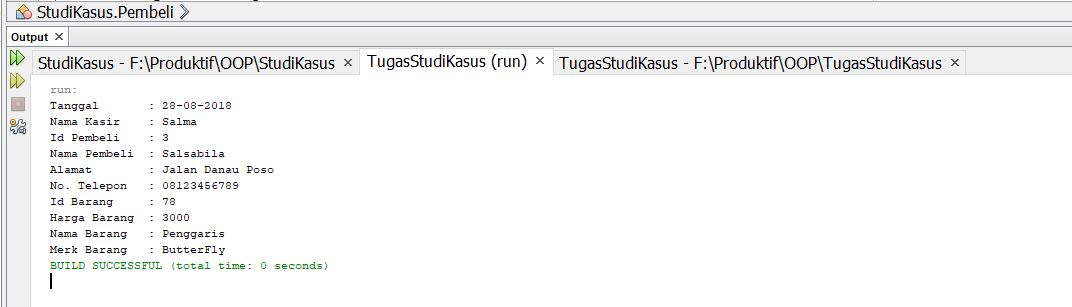 StudiKasus.Pembeli
Output ×
StudiKasus - F:\Produktif\OOP\StudiKasus × TugasStudiKasus (run) × TugasStudiKasus - F:\Produktif\OOP\TugasStudiKasus ×
run:
Tanggal : 28-08-2018
Nama Kasir : Salma
Id Pembeli : 3
Nama Pembeli : Salsabila
Alamat : Jalan Danau Poso
No. Telepon : 08123456789
Id Barang : 78
Harga Barang : 3000
Nama Barang : Penggaris
Merk Barang : ButterFly
BUILD SUCCESSFUL (total time: 0 seconds)